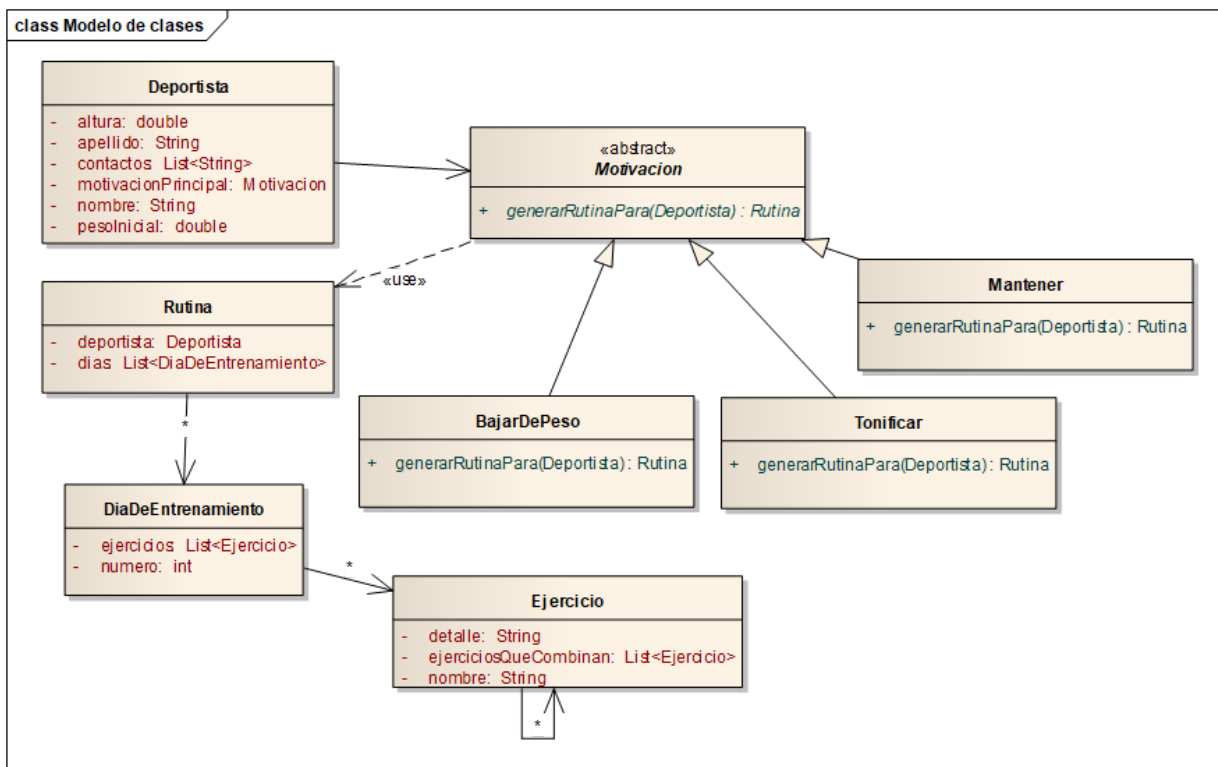 class Modelo de clases
Deportista
- altura: double
- apellido: String
- contactos: List<String>
- motivacionPrincipal: Motivacion
- nombre: String
- pesoInicial: double
«abstract»
Motivacion
+ generarRutinaPara(Deportista) : Rutina
«use»
Rutina
- deportista: Deportista
- dias: List<DiaDeEntrenamiento>
Mantener
+ generarRutinaPara(Deportista) : Rutina
BajarDePeso
+ generarRutinaPara(Deportista) : Rutina
Tonificar
+ generarRutinaPara(Deportista) : Rutina
*
DiaDeEntrenamiento
- ejercicios: List<Ejercicio>
- numero: int
*
Ejercicio
- detalle: String
- ejerciciosQueCombinan: List<Ejercicio>
- nombre: String
*